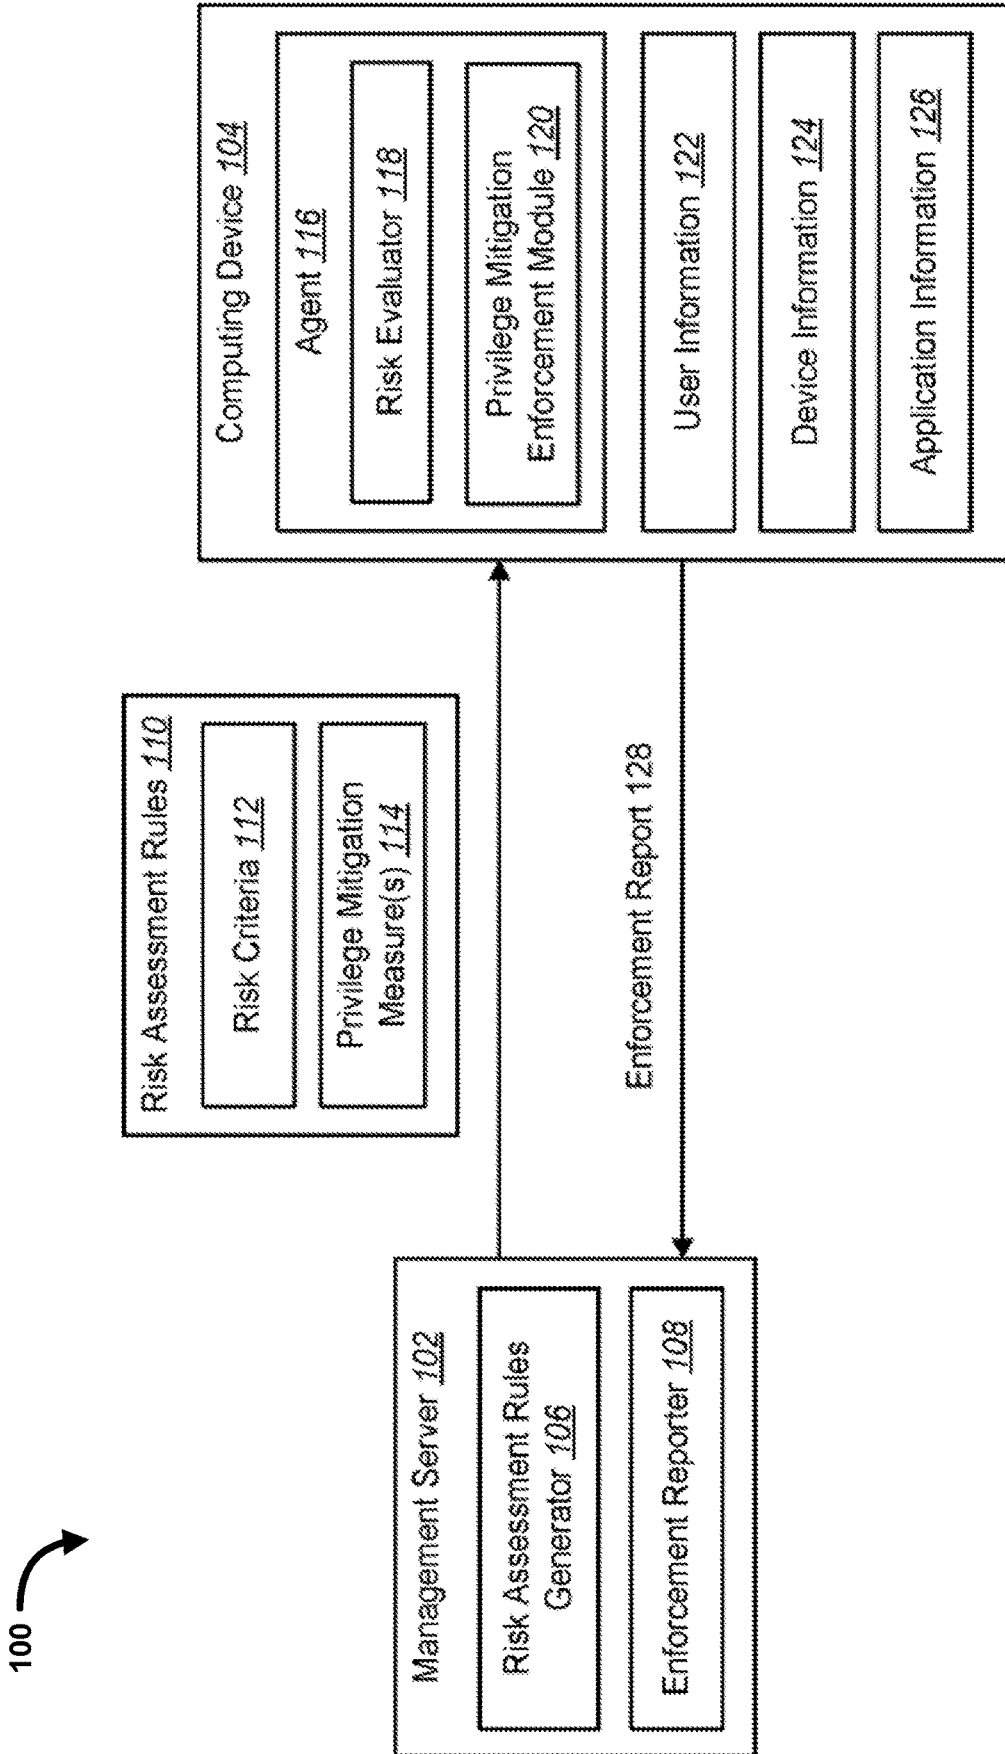 100
Management Server 102
Risk Assessment Rules
Generator 106
Enforcement Reporter 108
Risk Assessment Rules 110
Risk Criteria 112
Privilege Mitigation
Measure(s) 114
Enforcement Report 128
Computing Device 104
Agent 116
Risk Evaluator 118
Privilege Mitigation
Enforcement Module 120
User Information 122
Device Information 124
Application Information 126